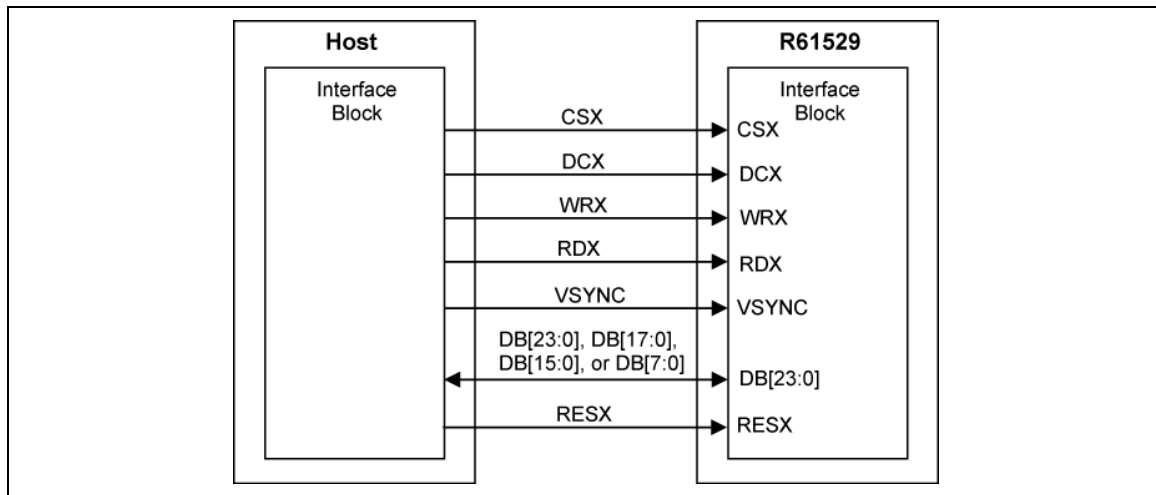 Host
R61529
Interface
Block
Interface
Block
CSX
CSX
DCX
DCX
WRX
WRX
RDX
RDX
VSYNC
VSYNC
DB[23:0], DB[17:0],
DB[15:0], or DB[7:0]
DB[23:0]
RESX
RESX